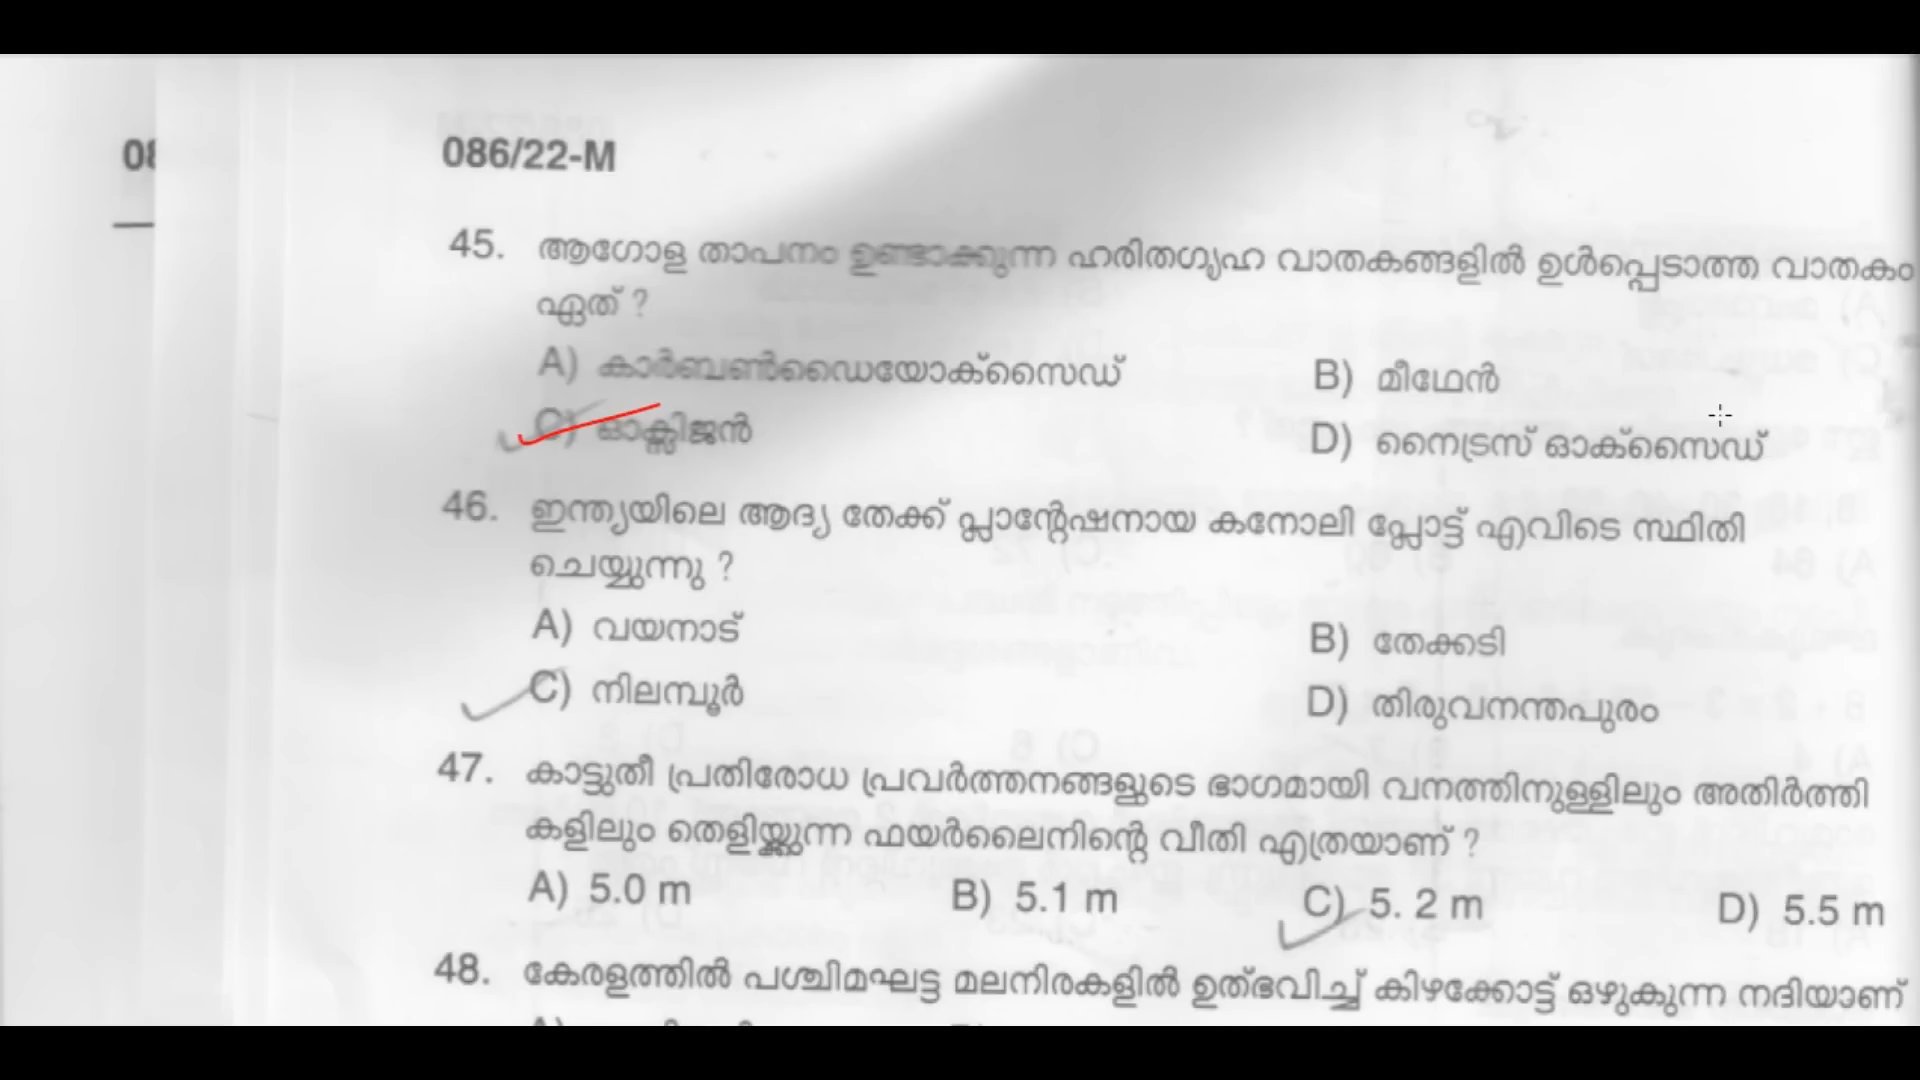 08
086/22-M
45. ആഗോള താപനം ഉണ്ടാക്കുന്ന ഹരിതഗൃഹ വാതകങ്ങളിൽ ഉൾപ്പെടാത്ത വാതകം
ഏത് ?
A) കാർബൺഡൈയോക്സൈഡ് B) മീഥേൻ
C) ഓക്സിജൻ D) നൈട്രസ് ഓക്സൈഡ്
46. ഇന്ത്യയിലെ ആദ്യ തേക്ക് പ്ലാന്റേഷനായ കനോലി പ്ലോട്ട് എവിടെ സ്ഥിതി
ചെയ്യുന്നു ?
A) വയനാട് B) തേക്കടി
C) നിലമ്പൂർ D) തിരുവനന്തപുരം
47. കാട്ടുതീ പ്രതിരോധ പ്രവർത്തനങ്ങളുടെ ഭാഗമായി വനത്തിനുള്ളിലും അതിർത്തി
കളിലും തെളിയ്ക്കുന്ന ഫയർലൈനിന്റെ വീതി എത്രയാണ് ?
A) 5.0 m B) 5.1 m C) 5. 2 m D) 5.5 m
48. കേരളത്തിൽ പശ്ചിമഘട്ട മലനിരകളിൽ ഉത്ഭവിച്ച് കിഴക്കോട്ട് ഒഴുകുന്ന നദിയാണ്